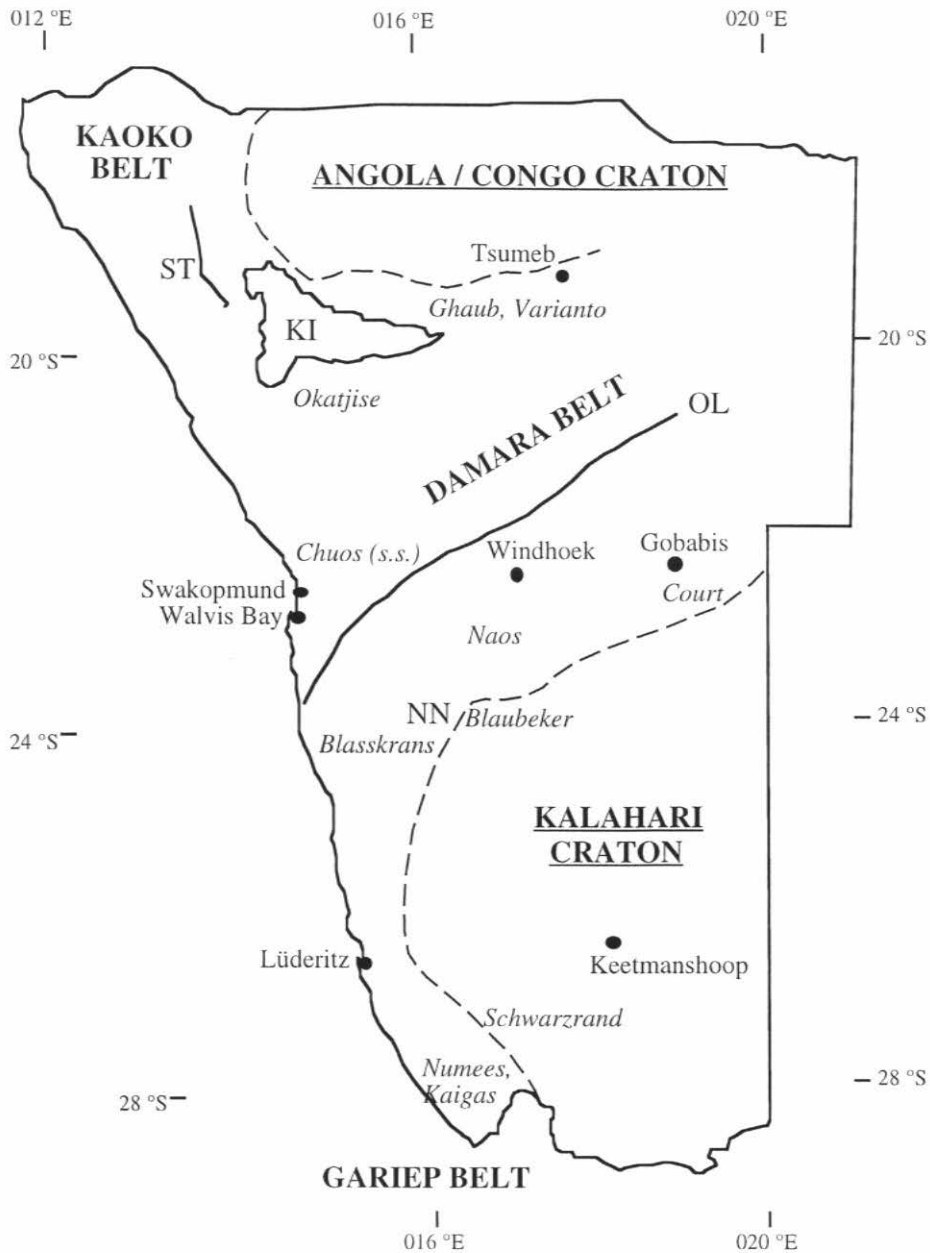 012 °E
016 °E
020 °E
KAOKO
BELT
ANGOLA / CONGO CRATON
Tsumeb
ST
Ghaub, Varianto
KI
20 °S
20 °S
Okatjise
OL
DAMARA BELT
Chuos (s.s.)
Windhoek
Gobabis
Swakopmund
Court
Walvis Bay
Naos
NN
Blaubeker
24 °S
24 °S
Blasskrans
KALAHARI
CRATON
Lüderitz
Keetmanshoop
Schwarzrand
Numees,
Kaigas
28 °S
28 °S
GARIEP BELT
016 °E
020 °E